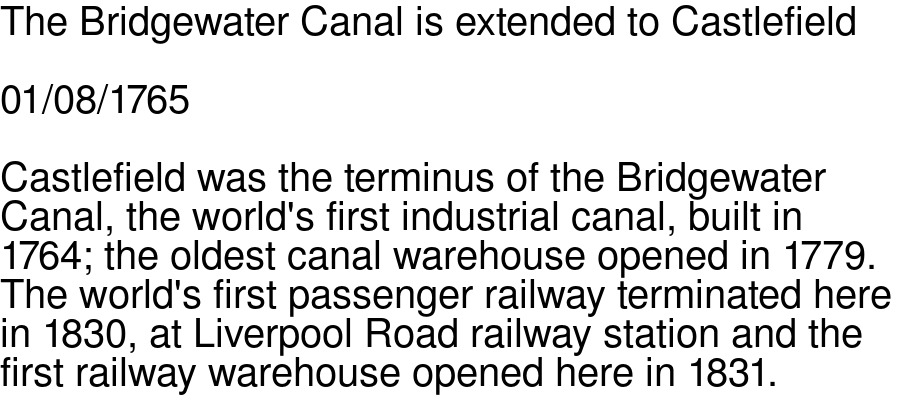 The Bridgewater Canal is extended to Castlefield
01/08/1765
Castlefield was the terminus of the Bridgewater
Canal, the world's first industrial canal, built in
1764; the oldest canal warehouse opened in 1779.
The world's first passenger railway terminated here
in 1830, at Liverpool Road railway station and the
first railway warehouse opened here in 1831.